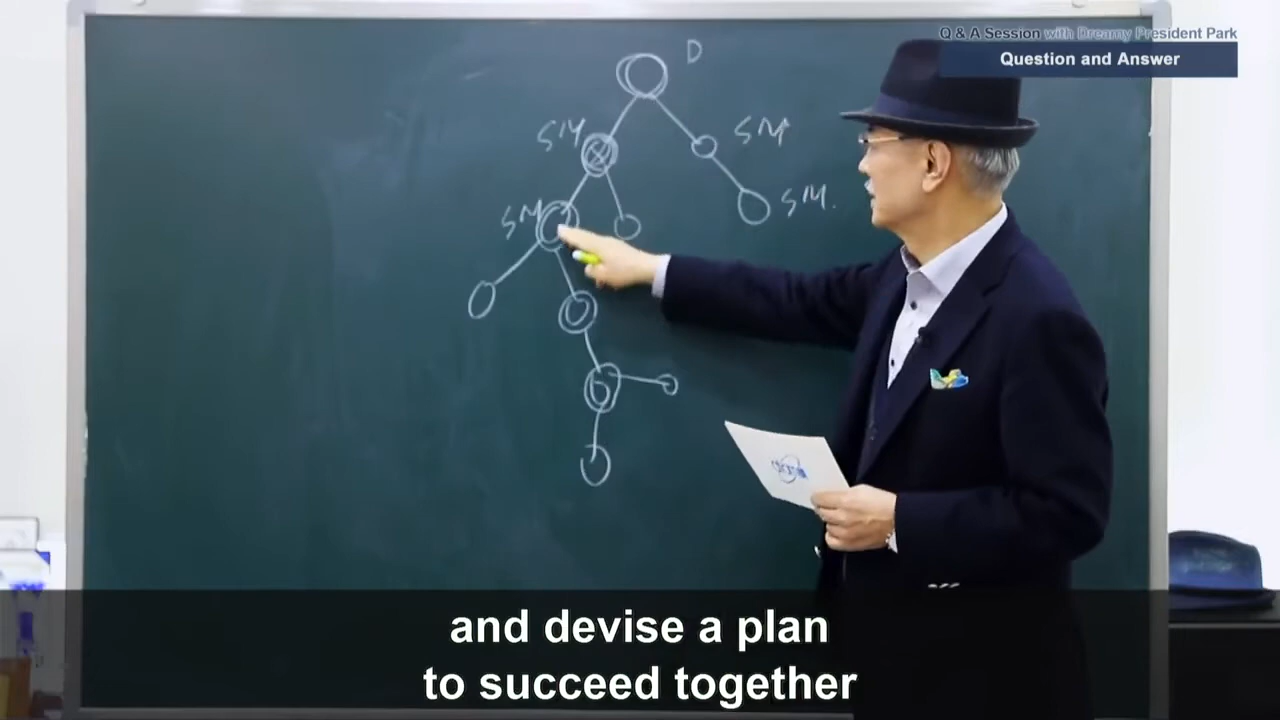 Q & A Session with Dreamy President Park
Question and Answer
D
SM
SM
SM
SM.
and devise a plan
to succeed together